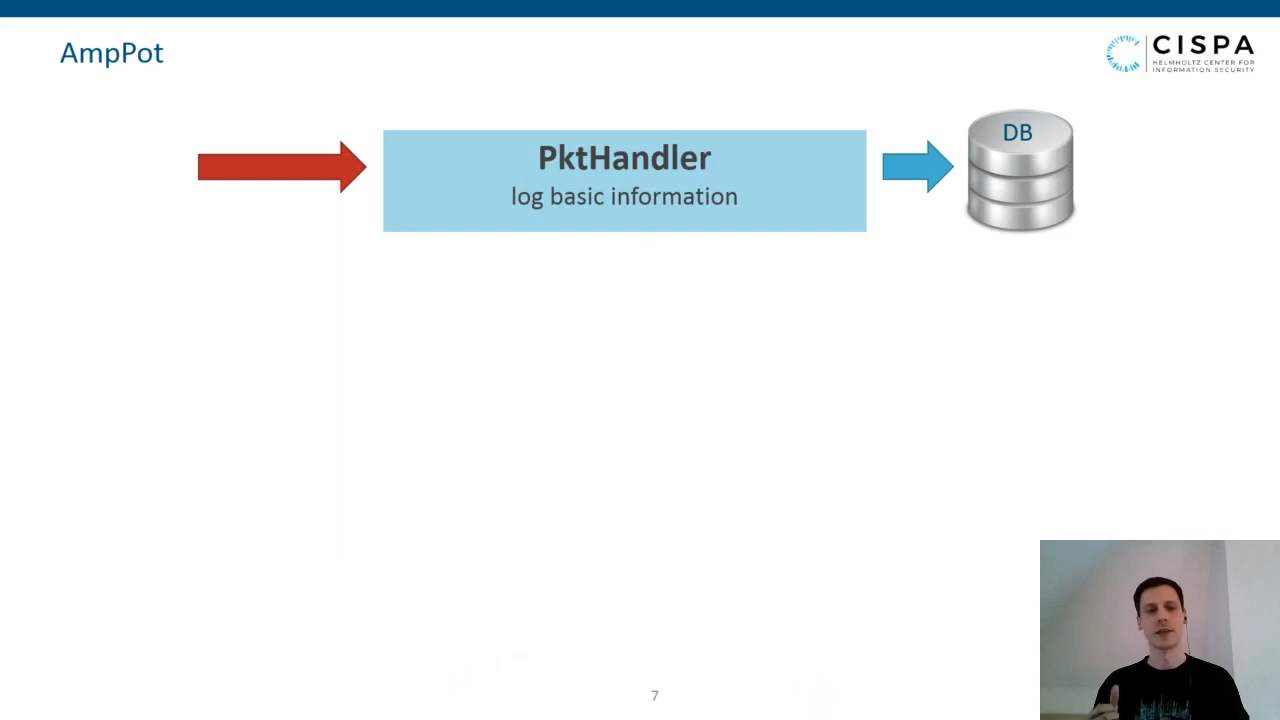 AmpPot
CISPA
HELMHOLTZ CENTER FOR
INFORMATION SECURITY
PktHandler
log basic information
DB
7